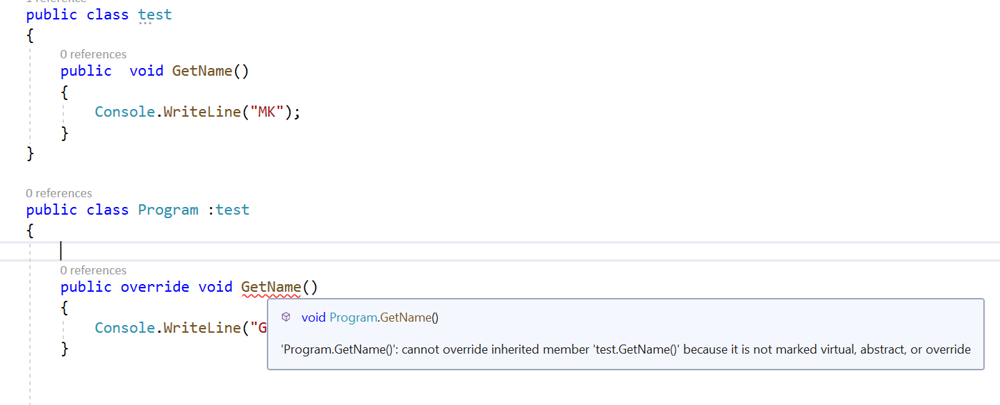 1 reference
public class test
{
0 references
public  void GetName()
{
Console.WriteLine("MK");
}
}
0 references
public class Program :test
{
0 references
public override void GetName()
{
Console.WriteLine("G
}
void Program.GetName()
'Program.GetName()': cannot override inherited member 'test.GetName()' because it is not marked virtual, abstract, or override